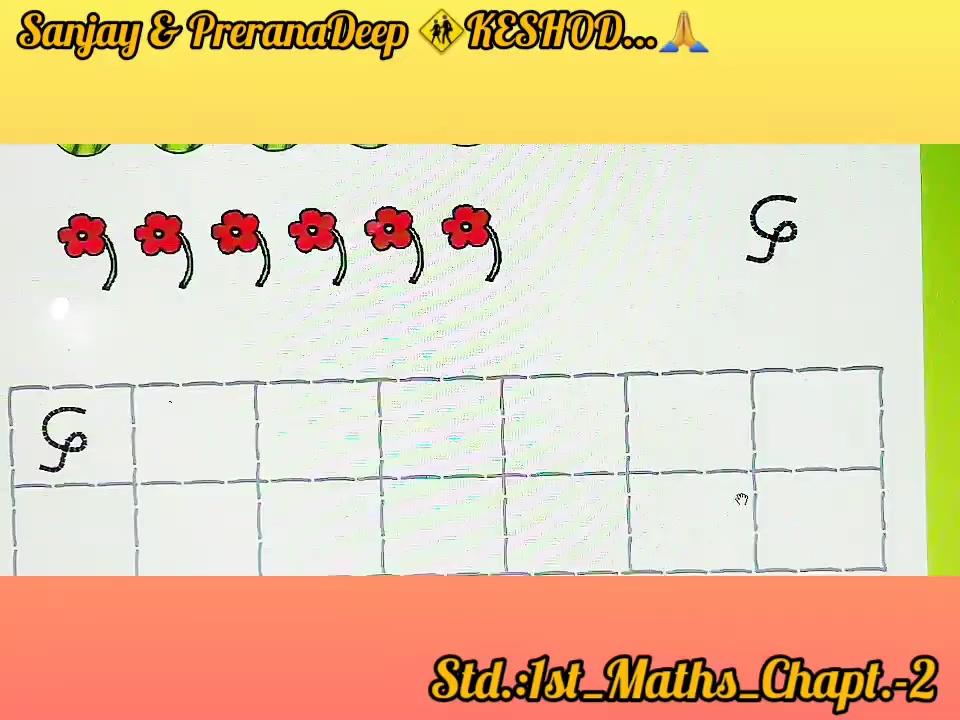 Sanjay & PreranaDeep 🚸KESHOD...🙏
૬
૬
Std.:1st_Maths_Chapt.-2